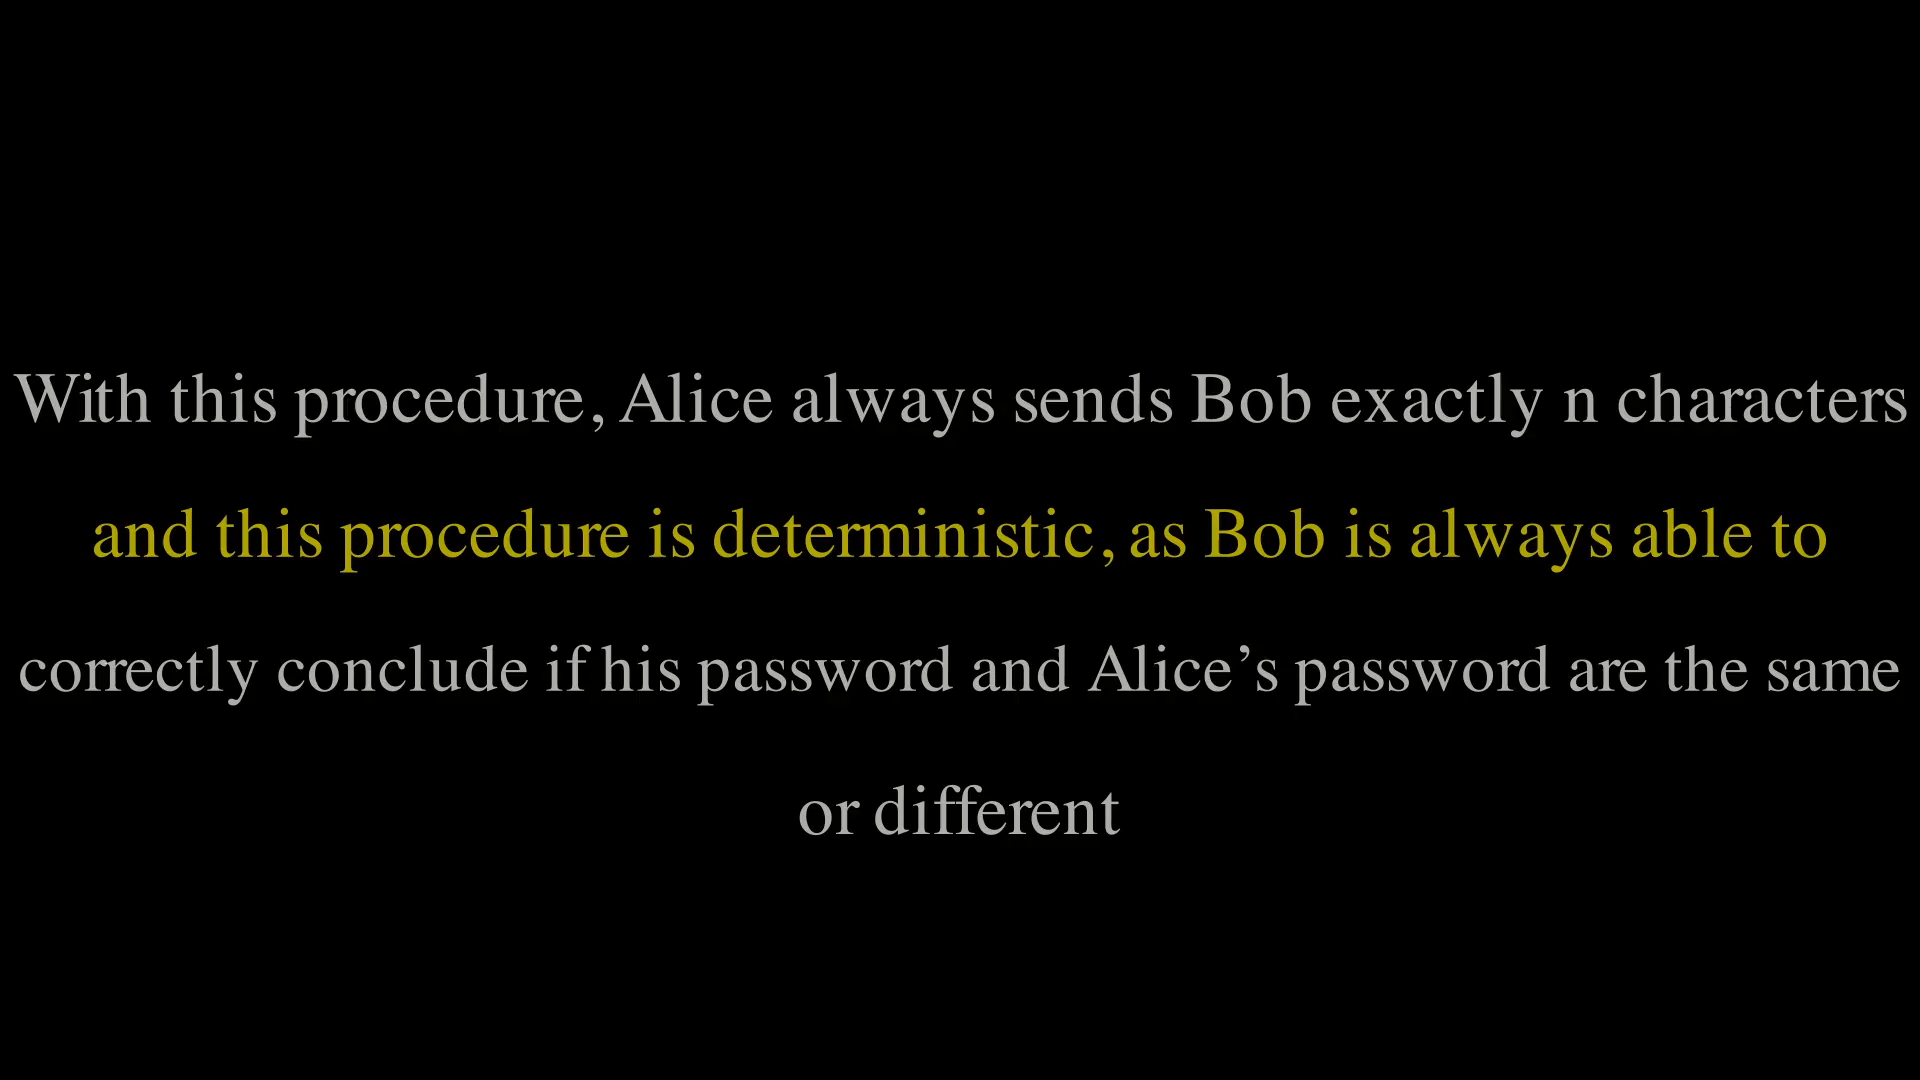 With this procedure, Alice always sends Bob exactly n characters
and this procedure is deterministic, as Bob is always able to
correctly conclude if his password and Alice’s password are the same
or different